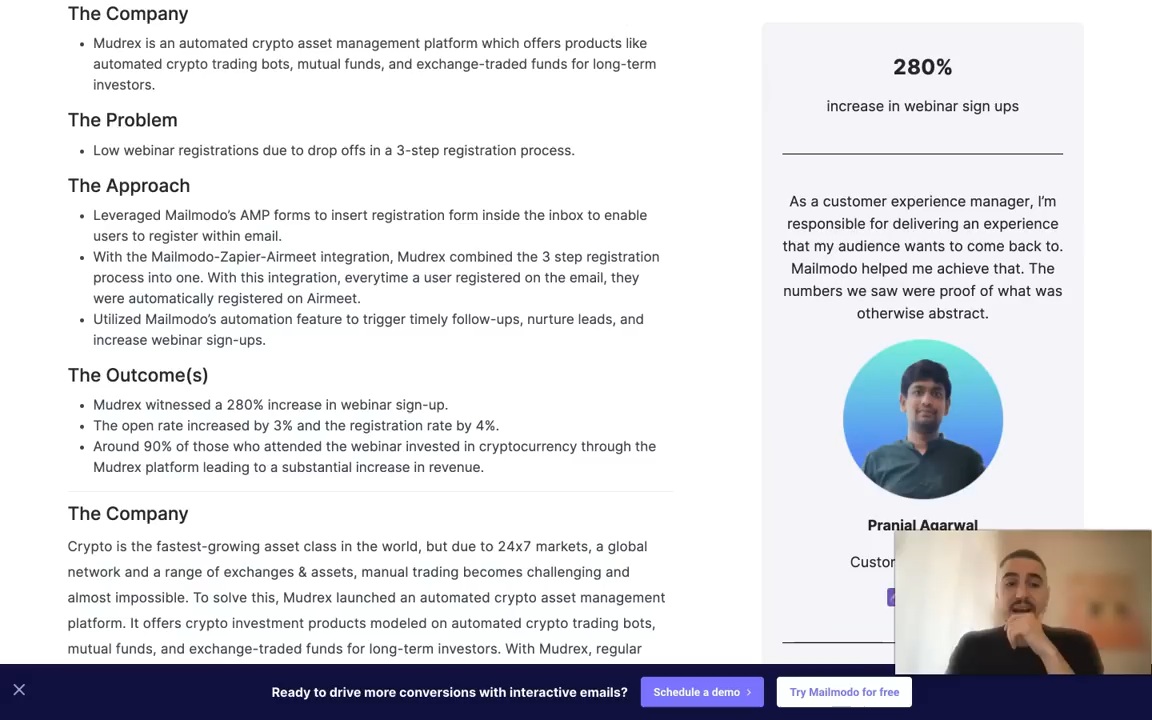 The Company
• Mudrex is an automated crypto asset management platform which offers products like
automated crypto trading bots, mutual funds, and exchange-traded funds for long-term
investors.
The Problem
• Low webinar registrations due to drop offs in a 3-step registration process.
The Approach
• Leveraged Mailmodo’s AMP forms to insert registration form inside the inbox to enable
users to register within email.
• With the Mailmodo-Zapier-Airmeet integration, Mudrex combined the 3 step registration
process into one. With this integration, everytime a user registered on the email, they
were automatically registered on Airmeet.
• Utilized Mailmodo’s automation feature to trigger timely follow-ups, nurture leads, and
increase webinar sign-ups.
The Outcome(s)
• Mudrex witnessed a 280% increase in webinar sign-up.
• The open rate increased by 3% and the registration rate by 4%.
• Around 90% of those who attended the webinar invested in cryptocurrency through the
Mudrex platform leading to a substantial increase in revenue.
The Company
Crypto is the fastest-growing asset class in the world, but due to 24x7 markets, a global
network and a range of exchanges & assets, manual trading becomes challenging and
almost impossible. To solve this, Mudrex launched an automated crypto asset management
platform. It offers crypto investment products modeled on automated crypto trading bots,
mutual funds, and exchange-traded funds for long-term investors. With Mudrex, regular
280%
increase in webinar sign ups
As a customer experience manager, I’m
responsible for delivering an experience
that my audience wants to come back to.
Mailmodo helped me achieve that. The
numbers we saw were proof of what was
otherwise abstract.
Pranjal Agarwal
Ready to drive more conversions with interactive emails?
Schedule a demo
Try Mailmodo for free